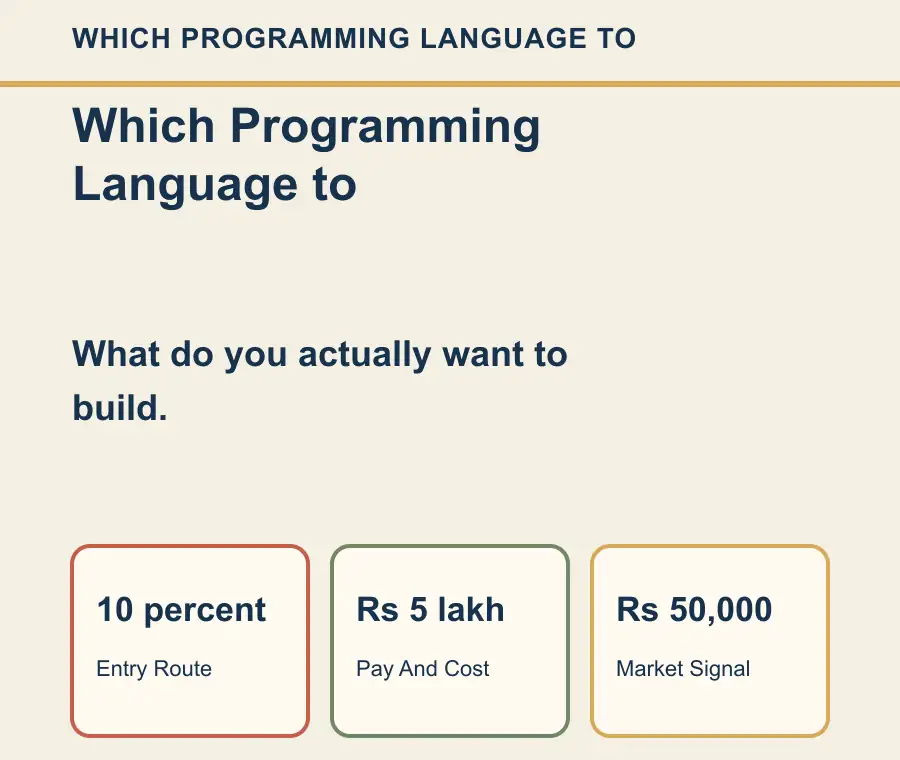 WHICH PROGRAMMING LANGUAGE TO
Which Programming
Language to
What do you actually want to
build.
10 percent
Entry Route
Rs 5 lakh
Pay And Cost
Rs 50,000
Market Signal